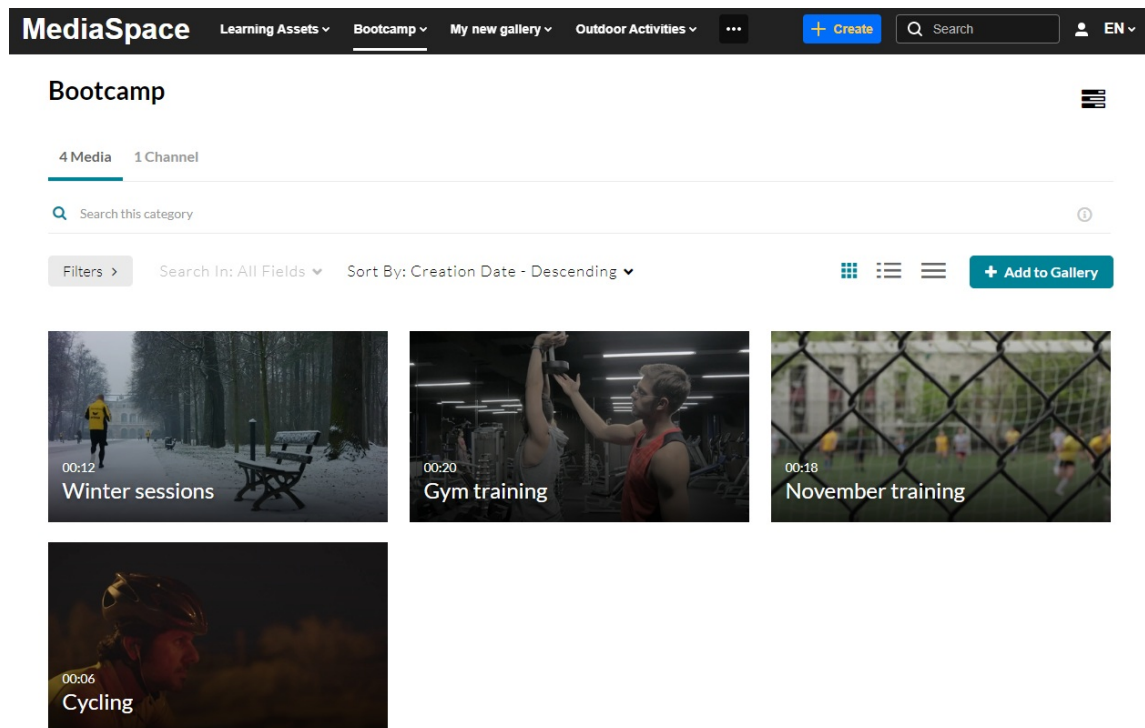 MediaSpace Learning Assets Bootcamp My new gallery Outdoor Activities ••• + Create Search EN
Bootcamp
4 Media 1 Channel
Search this category
Filters > Search In: All Fields Sort By: Creation Date - Descending + Add to Gallery
00:12
Winter sessions
00:20
Gym training
00:18
November training
00:06
Cycling